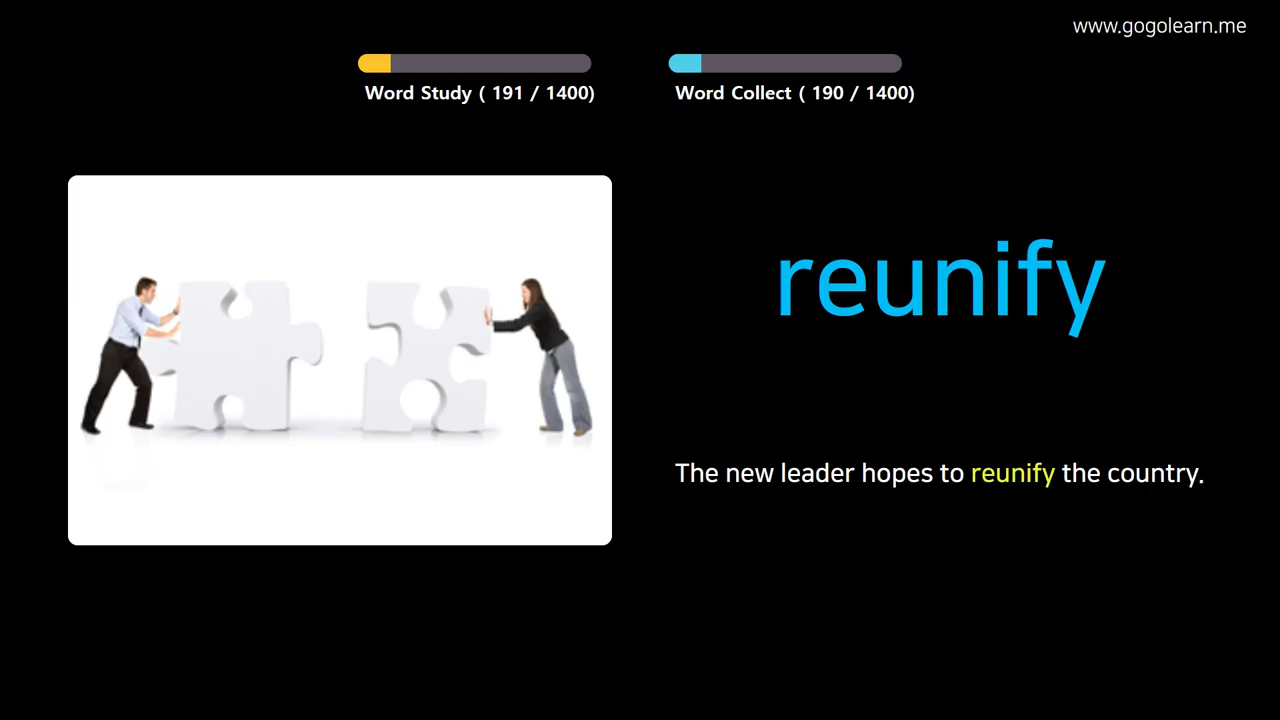 www.gogolearn.me
Word Study ( 191 / 1400)
Word Collect ( 190 / 1400)
reunify
The new leader hopes to reunify the country.